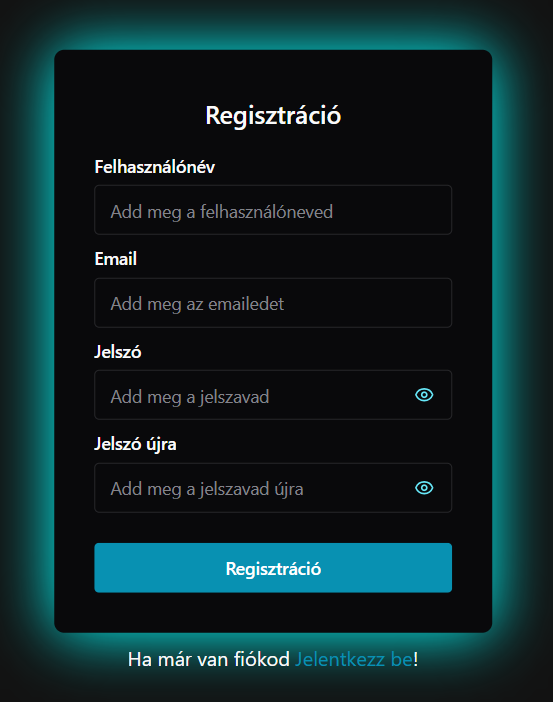 Regisztráció
Felhasználónév
Add meg a felhasználóneved
Email
Add meg az emailedet
Jelszó
Add meg a jelszavad
Jelszó újra
Add meg a jelszavad újra
Regisztráció
Ha már van fiókod Jelentkezz be!